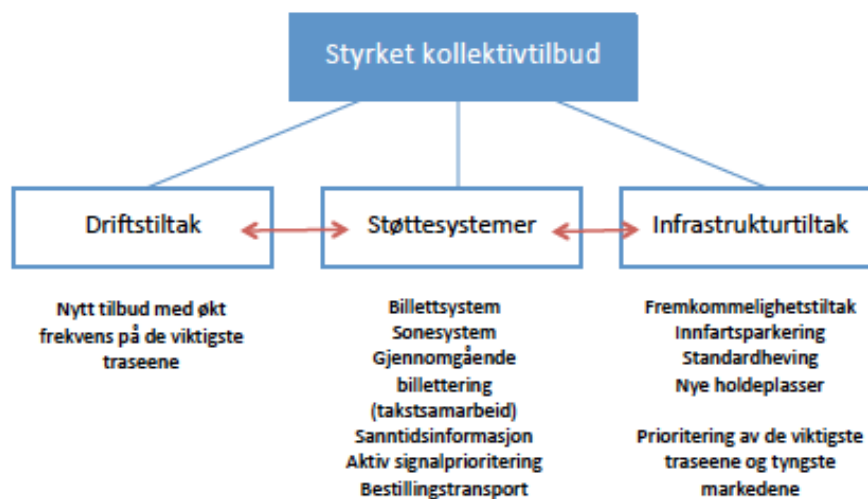 Styrket kollektivtilbud
Driftstiltak
Støttesystemer
Infrastrukturtiltak
Nytt tilbud med økt
frekvens på de viktigste
traseene
Billettsystem
Sonesystem
Gjennomgående
billettering
(takstsamarbeid)
Sanntidsinformasjon
Aktiv signalprioritering
Bestillingstransport
Fremkommelighetstiltak
Innfartsparkering
Standardheving
Nye holdeplasser
Prioritering av de viktigste
traseene og tyngste
markedene